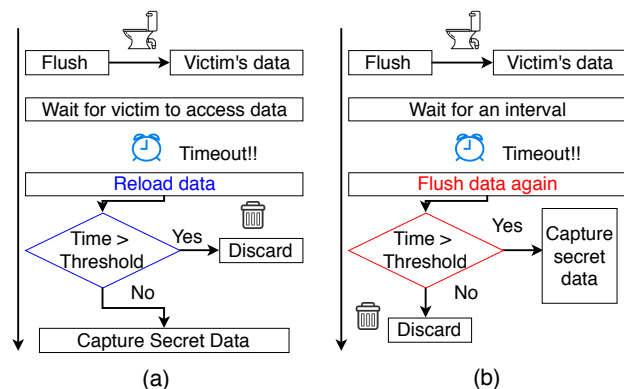 Flush
Victim's data
Wait for victim to access data
Timeout!!
Reload data
Time >
Threshold
Yes
Discard
No
Capture Secret Data
(a)
Flush
Victim's data
Wait for an interval
Timeout!!
Flush data again
Time >
Threshold
Yes
Capture
secret
data
No
Discard
(b)